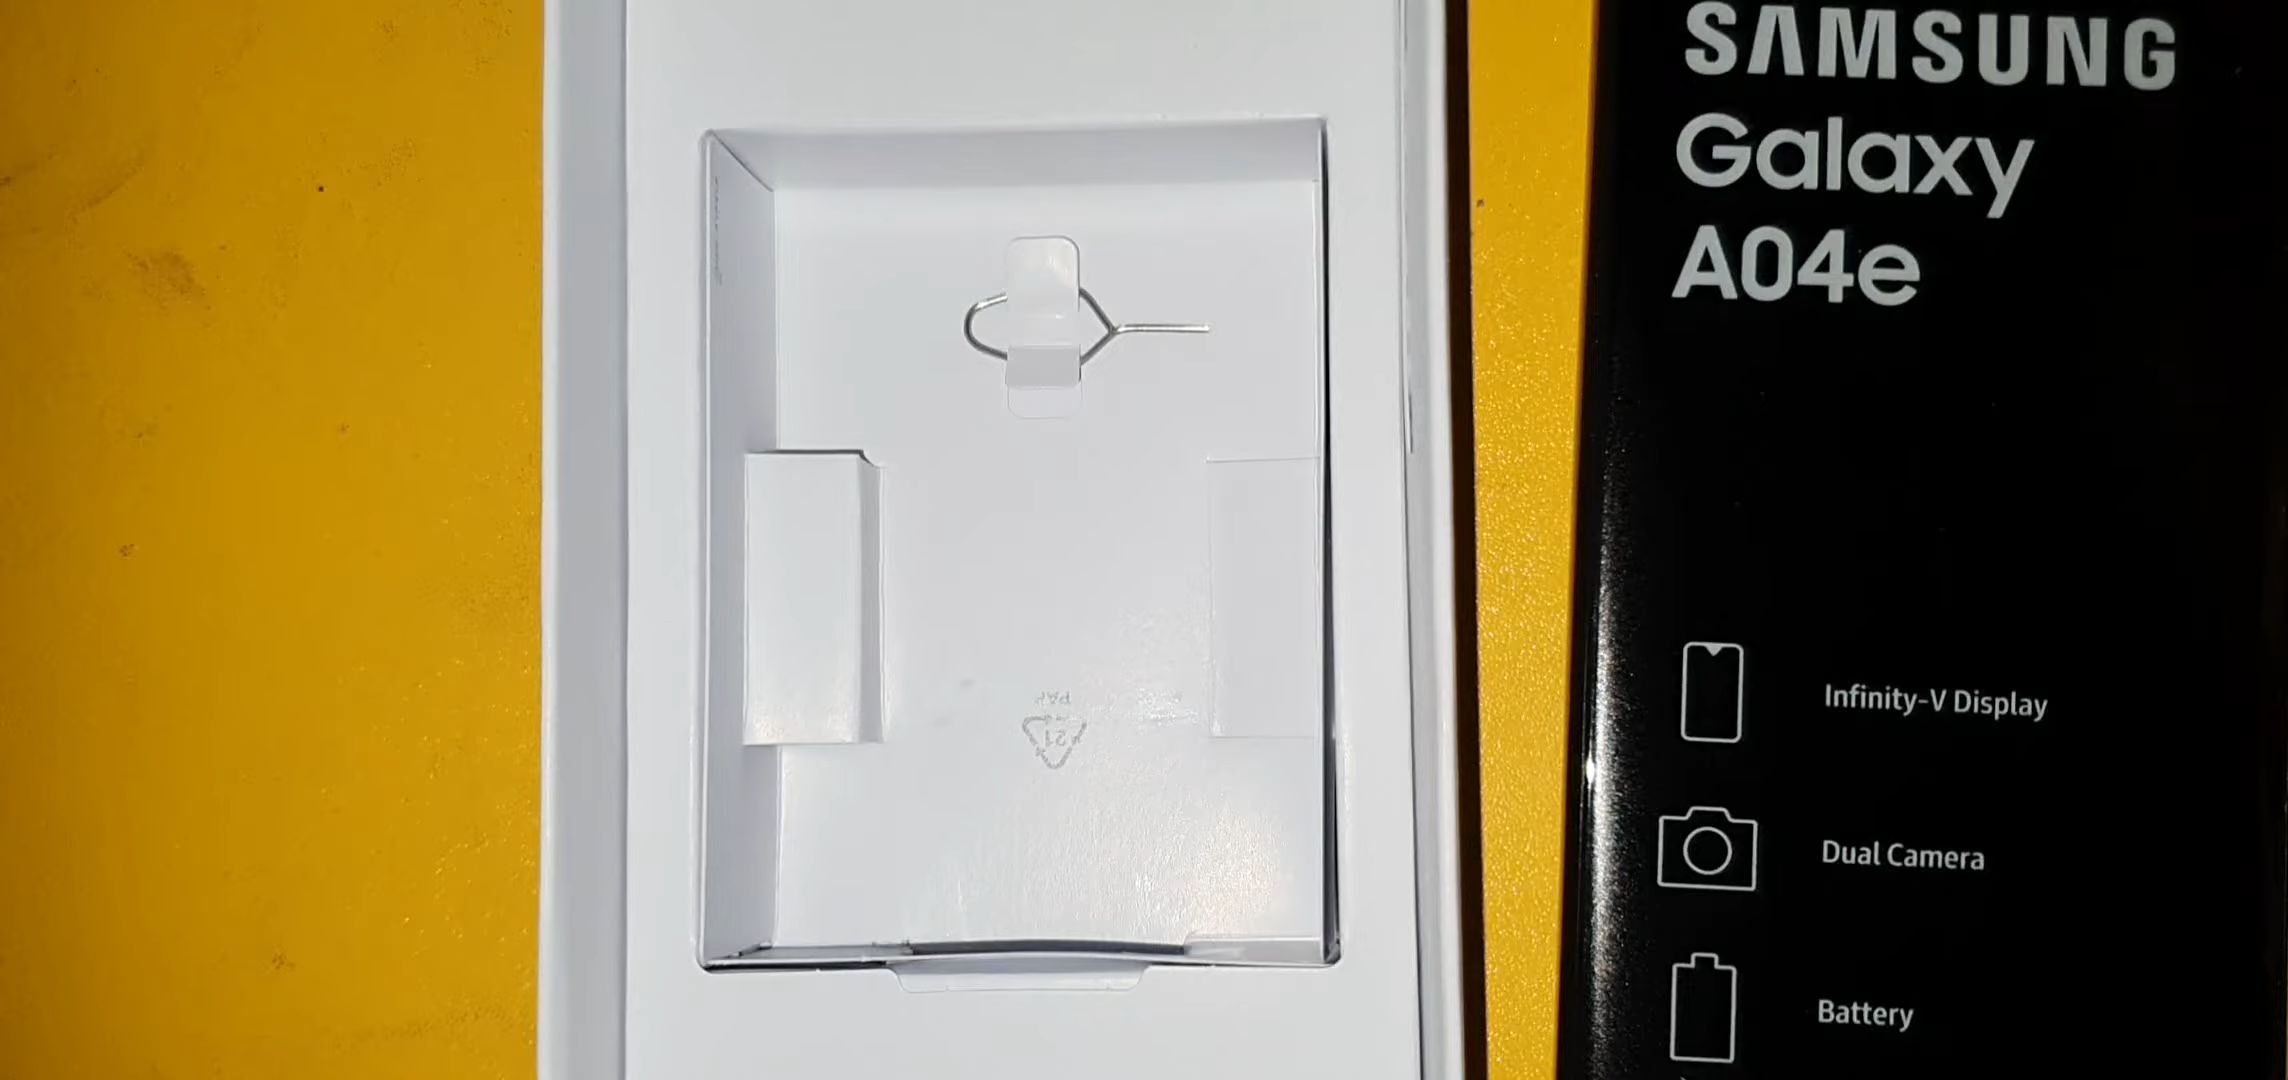 SAMSUNG
Galaxy
A04e
Infinity-V Display
Dual Camera
Battery
PAP
21